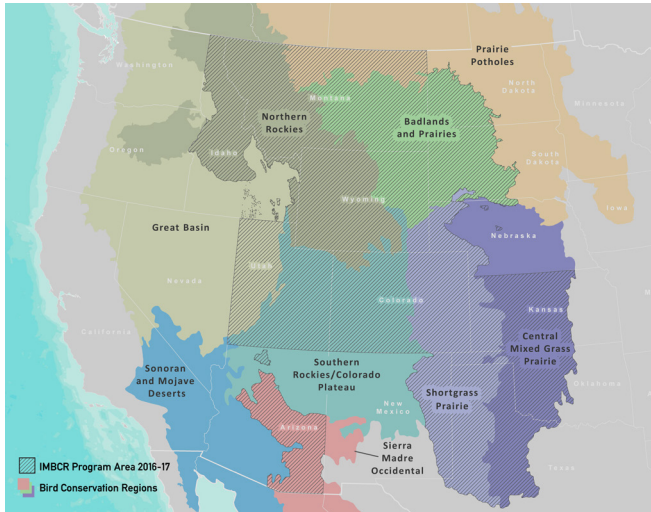 Prairie
Potholes
Washington
North
Dakota
Minnesota
Montana
Northern
Rockies
Badlands
and Prairies
Oregon
Idaho
South
Dakota
Wyoming
Iowa
Great Basin
Nebraska
Utah
Nevada
Colorado
Kansas
California
Central
Mixed Grass
Prairie
Sonoran
and Mojave
Deserts
Southern
Rockies/Colorado
Plateau
Oklahoma
Shortgrass
Prairie
New
Mexico
Arizona
Sierra
Madre
Occidental
Texas
IMBCR Program Area 2016-17
Bird Conservation Regions